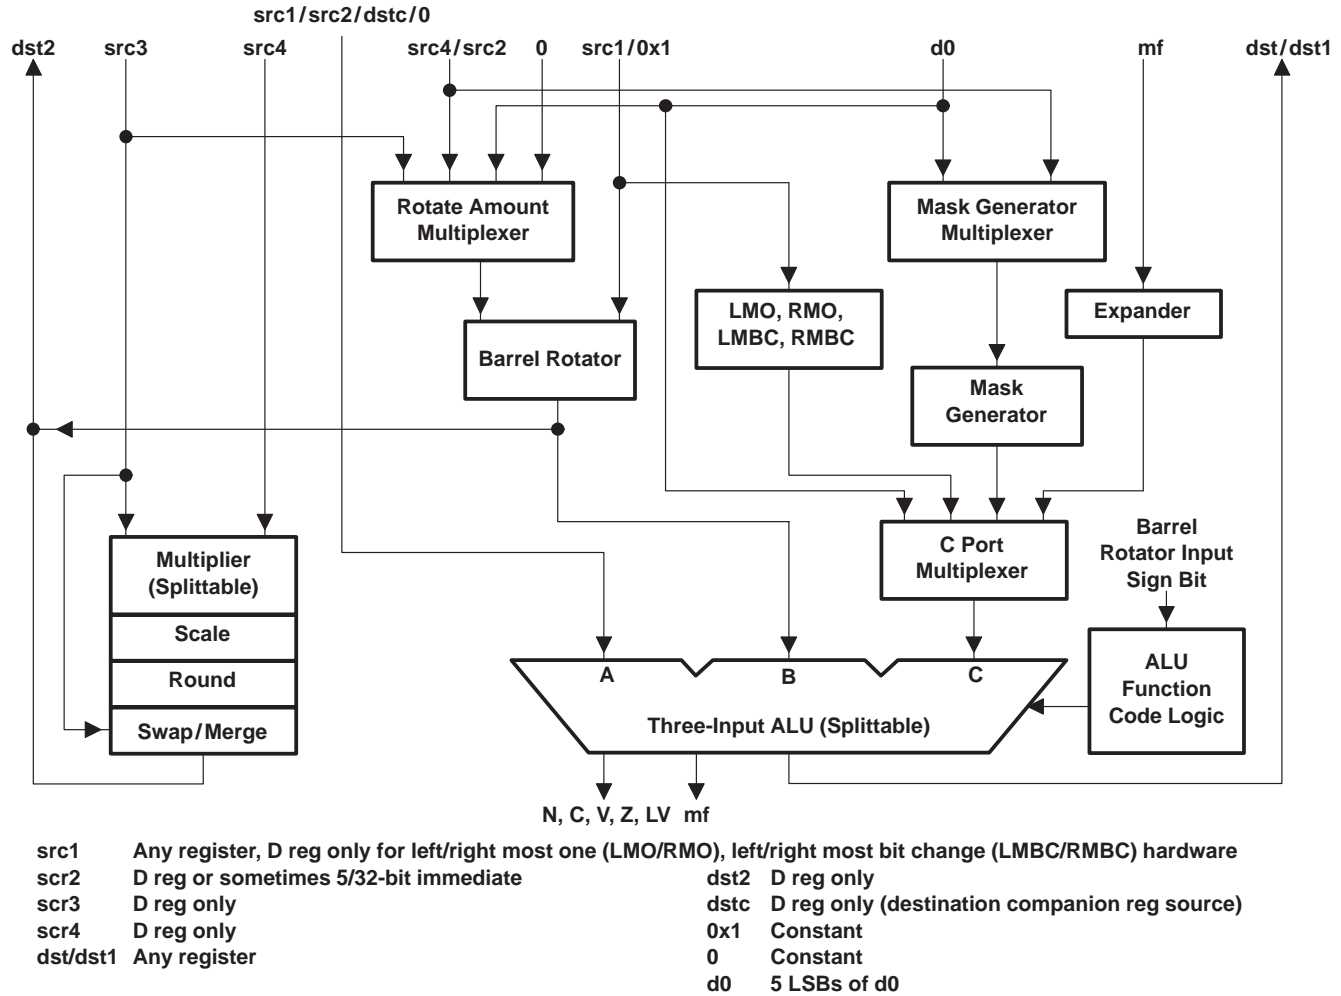 src1/src2/dstc/0
dst2 src3 src4 src4/src2 0 src1/0x1 d0 mf dst/dst1
Rotate Amount
Multiplexer
Mask Generator
Multiplexer
LMO, RMO,
LMBC, RMBC
Expander
Barrel Rotator
Mask
Generator
C Port
Multiplexer
Barrel
Rotator Input
Sign Bit
Multiplier
(Splittable)
Scale
Round
Swap/Merge
A B C
Three-Input ALU (Splittable)
ALU
Function
Code Logic
N, C, V, Z, LV mf
src1 Any register, D reg only for left/right most one (LMO/RMO), left/right most bit change (LMBC/RMBC) hardware
scr2 D reg or sometimes 5/32-bit immediate
scr3 D reg only
scr4 D reg only
dst/dst1 Any register
dst2 D reg only
dstc D reg only (destination companion reg source)
0x1 Constant
0 Constant
d0 5 LSBs of d0